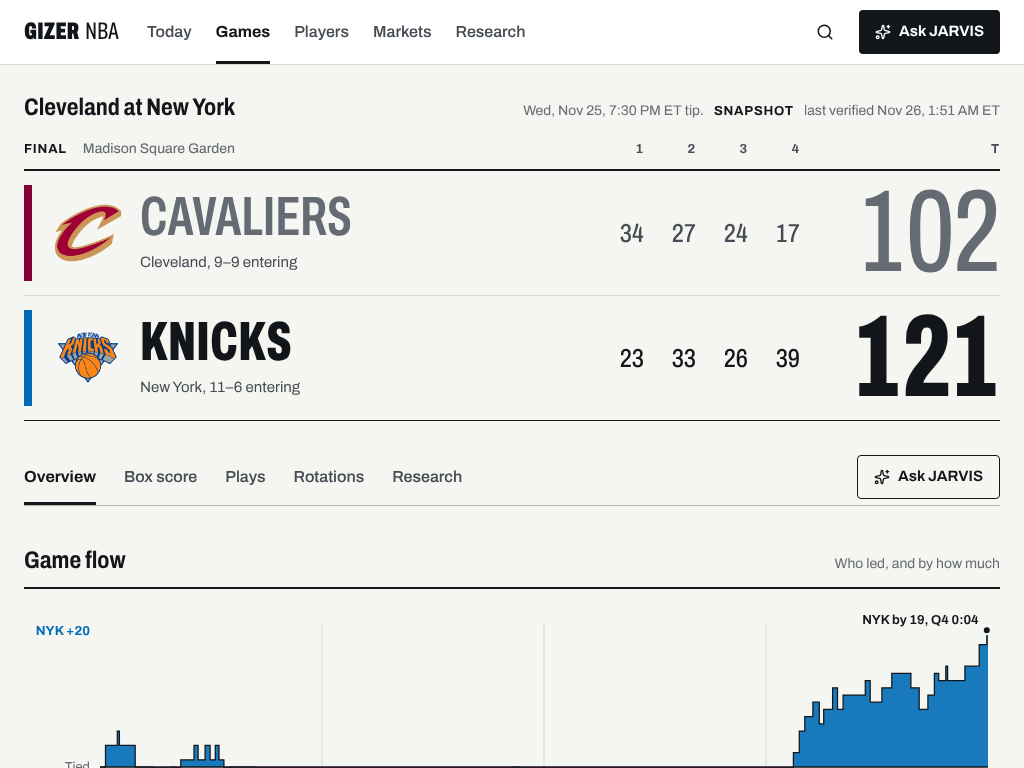 GIZER NBA Today Games Players Markets Research Ask JARVIS
Cleveland at New York
Wed, Nov 25, 7:30 PM ET tip. SNAPSHOT last verified Nov 26, 1:51 AM ET
FINAL Madison Square Garden 1 2 3 4 T
CAVALIERS 34 27 24 17 102
Cleveland, 9–9 entering
NEW YORK
KNICKS
KNICKS 23 33 26 39 121
New York, 11–6 entering
Overview Box score Plays Rotations Research Ask JARVIS
Game flow Who led, and by how much
NYK by 19, Q4 0:04
NYK +20
Tied